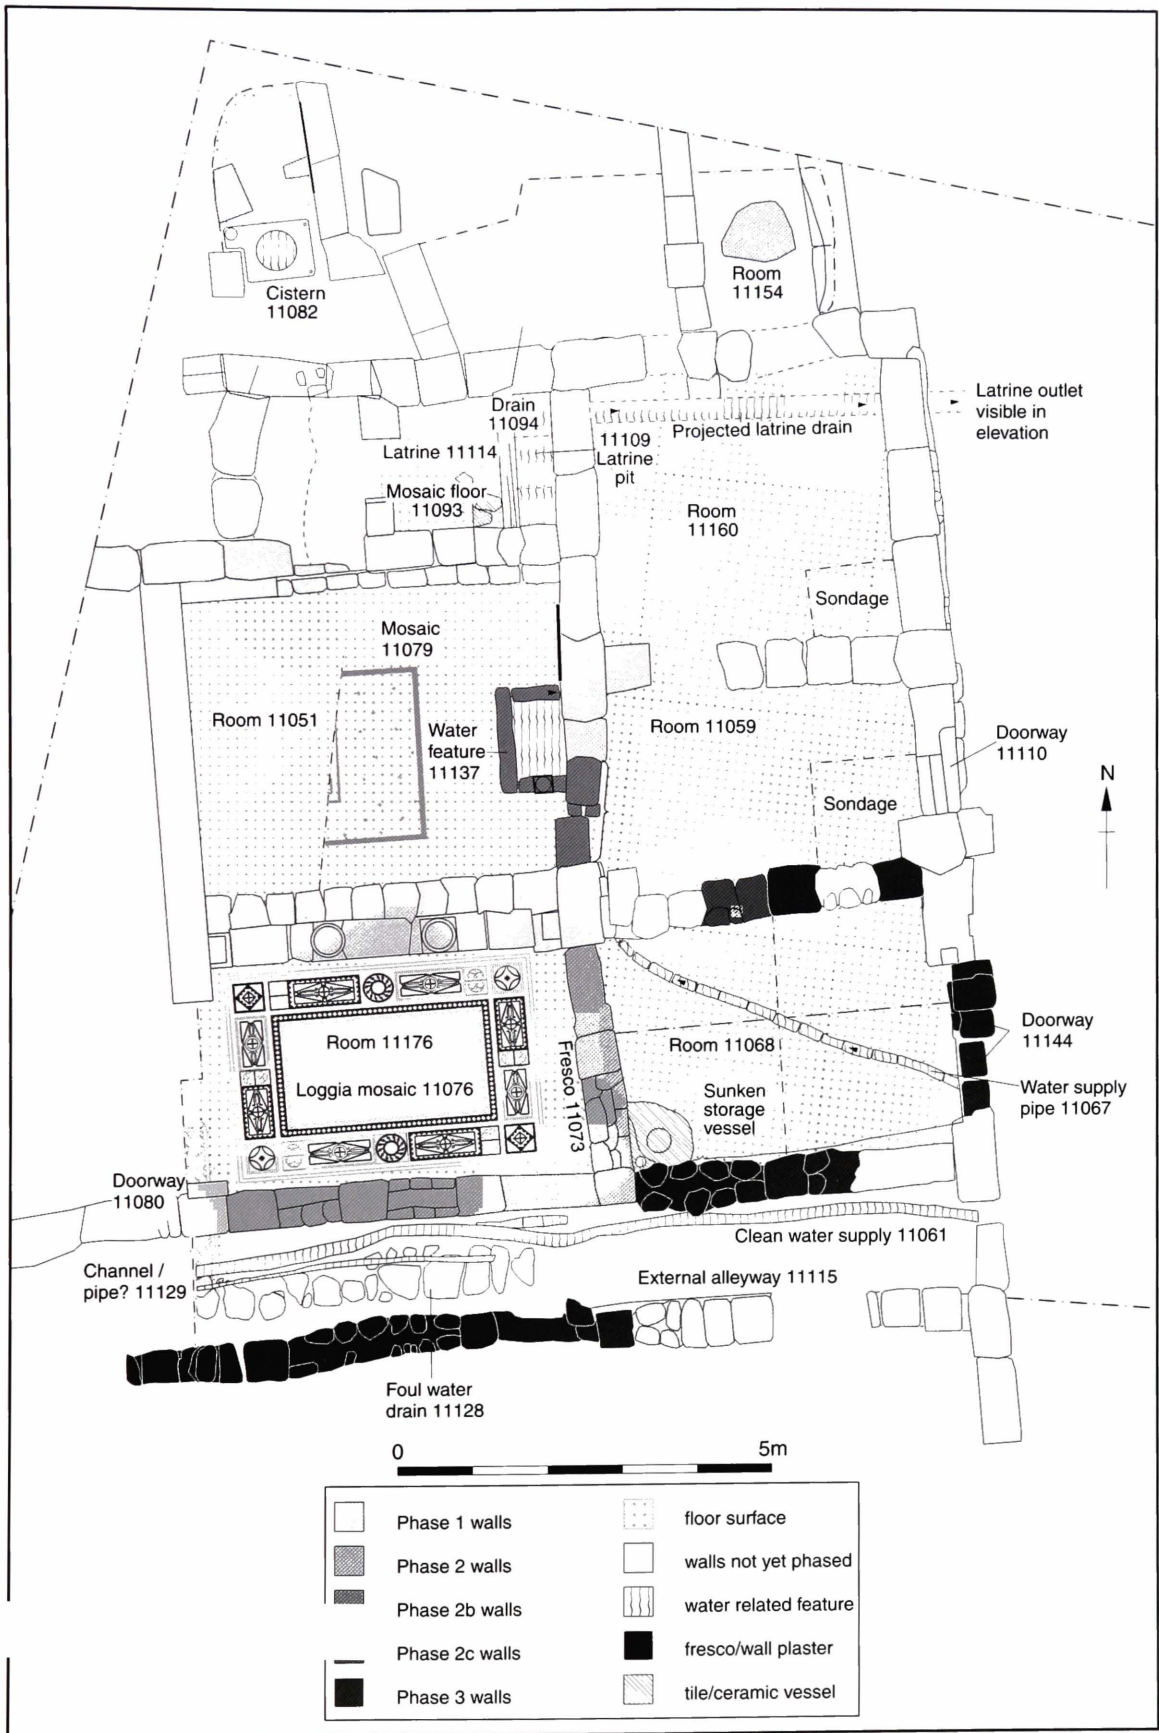 Room
11154
Cistern
11082
Latrine outlet
visible in
elevation
Drain
11094
Projected latrine drain
11109
Latrine
pit
Latrine 11114
Mosaic floor
11093
Room
11160
Sondage
Mosaic
11079
Room 11051
Water
feature
11137
Room 11059
Doorway
11110
Sondage
N
Room 11176
Loggia mosaic 11076
Fresco 11073
Room 11068
Doorway
11144
Sunken
storage
vessel
Water supply
pipe 11067
Doorway
11080
Clean water supply 11061
Channel /
pipe? 11129
External alleyway 11115
Foul water
drain 11128
0 5m
Phase 1 walls
Phase 2 walls
Phase 2b walls
Phase 2c walls
Phase 3 walls
floor surface
walls not yet phased
water related feature
fresco/wall plaster
tile/ceramic vessel